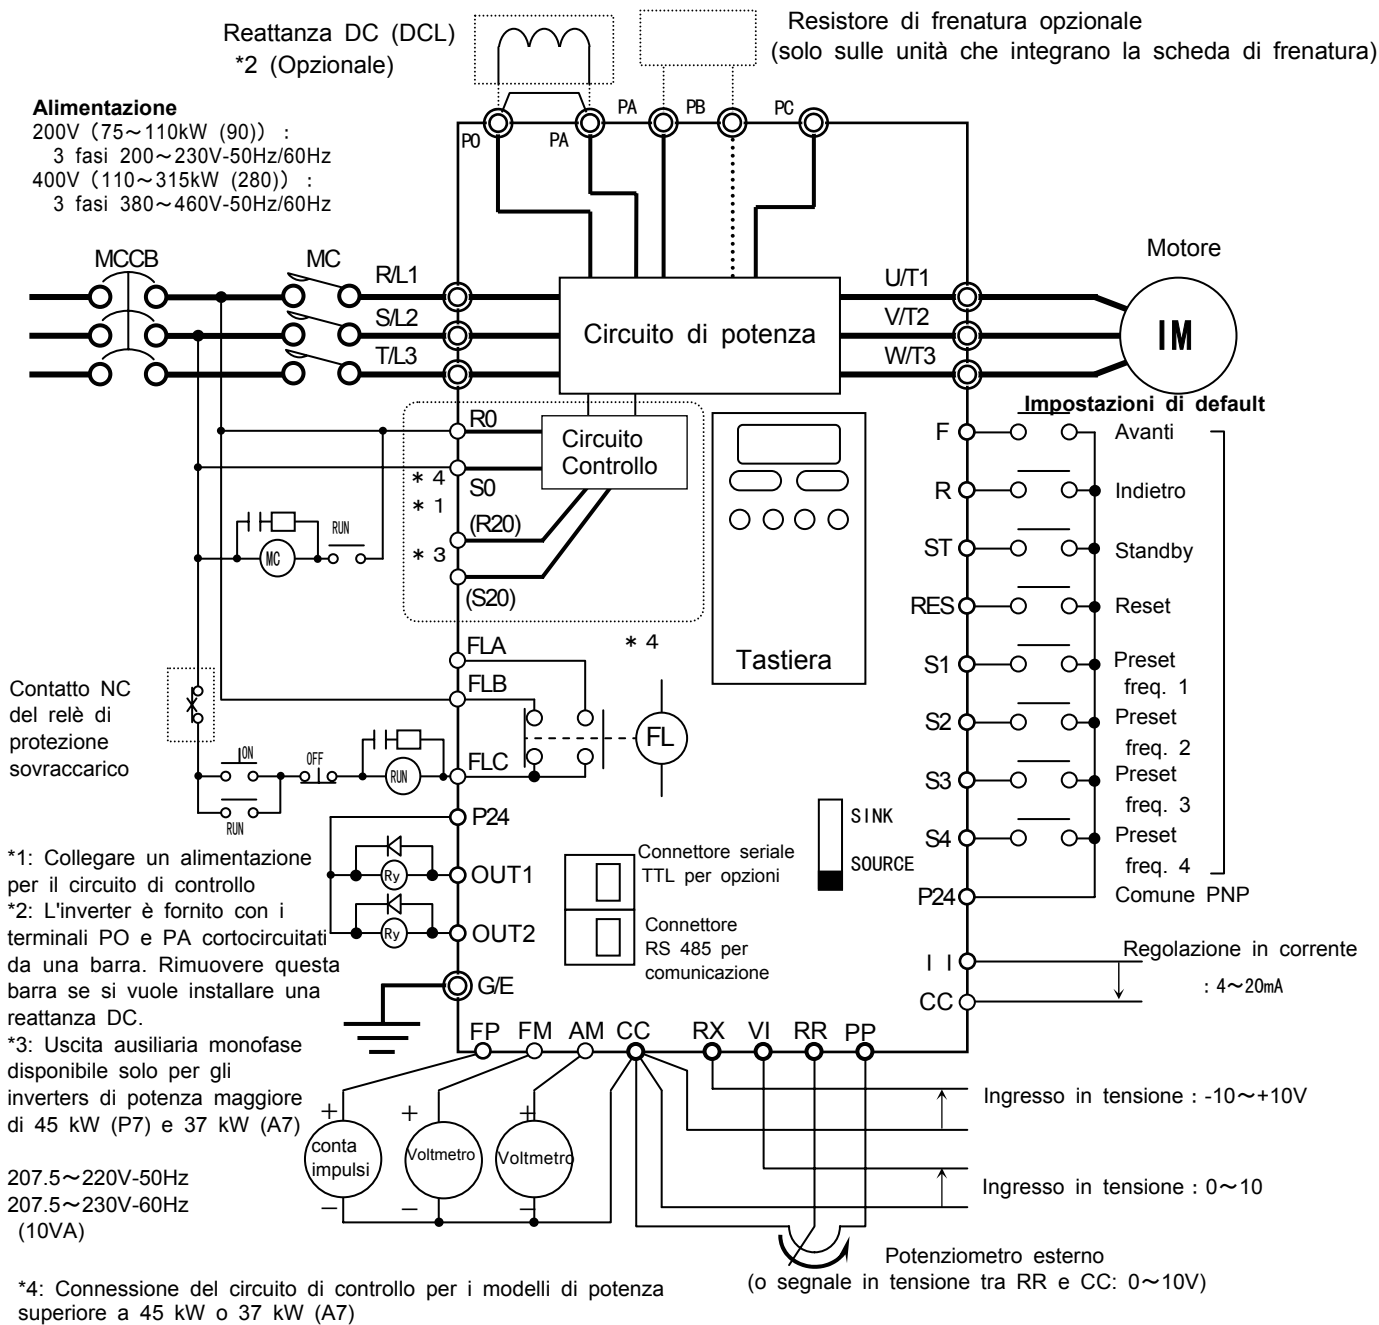 Reattanza DC (DCL)
*2 (Opzionale)
Resistore di frenatura opzionale
(solo sulle unità che integrano la scheda di frenatura)
Alimentazione
200V (75~110kW (90)) :
3 fasi 200~230V-50Hz/60Hz
400V (110~315kW (280)) :
3 fasi 380~460V-50Hz/60Hz
PO
PA
PA
PB
PC
MCCB
MC
R/L1
S/L2
T/L3
Circuito di potenza
U/T1
V/T2
W/T3
Motore
IM
Impostazioni di default
R0
S0
(R20)
(S20)
* 4
* 1
* 3
Circuito
Controllo
MC
RUN
* 4
Tastiera
F
Avanti
R
Indietro
ST
Standby
RES
Reset
S1
Preset
freq. 1
S2
Preset
freq. 2
S3
Preset
freq. 3
S4
Preset
freq. 4
P24
Comune PNP
FLA
FLB
FLC
FL
Contatto NC
del relè di
protezione
sovraccarico
ON
OFF
RUN
RUN
P24
Ry
OUT1
Ry
OUT2
G/E
SINK
SOURCE
Connettore seriale
TTL per opzioni
Connettore
RS 485 per
comunicazione
I I
CC
Regolazione in corrente
: 4~20mA
*1: Collegare un alimentazione
per il circuito di controllo
*2: L'inverter è fornito con i
terminali PO e PA cortocircuitati
da una barra. Rimuovere questa
barra se si vuole installare una
reattanza DC.
*3: Uscita ausiliaria monofase
disponibile solo per gli
inverters di potenza maggiore
di 45 kW (P7) e 37 kW (A7)
207.5~220V-50Hz
207.5~230V-60Hz
(10VA)
FP FM AM CC RX VI RR PP
+
conta
impulsi
−
+
Voltmetro
−
+
Voltmetro
−
Ingresso in tensione : -10~+10V
Ingresso in tensione : 0~10
Potenziometro esterno
(o segnale in tensione tra RR e CC: 0~10V)
*4: Connessione del circuito di controllo per i modelli di potenza
superiore a 45 kW o 37 kW (A7)